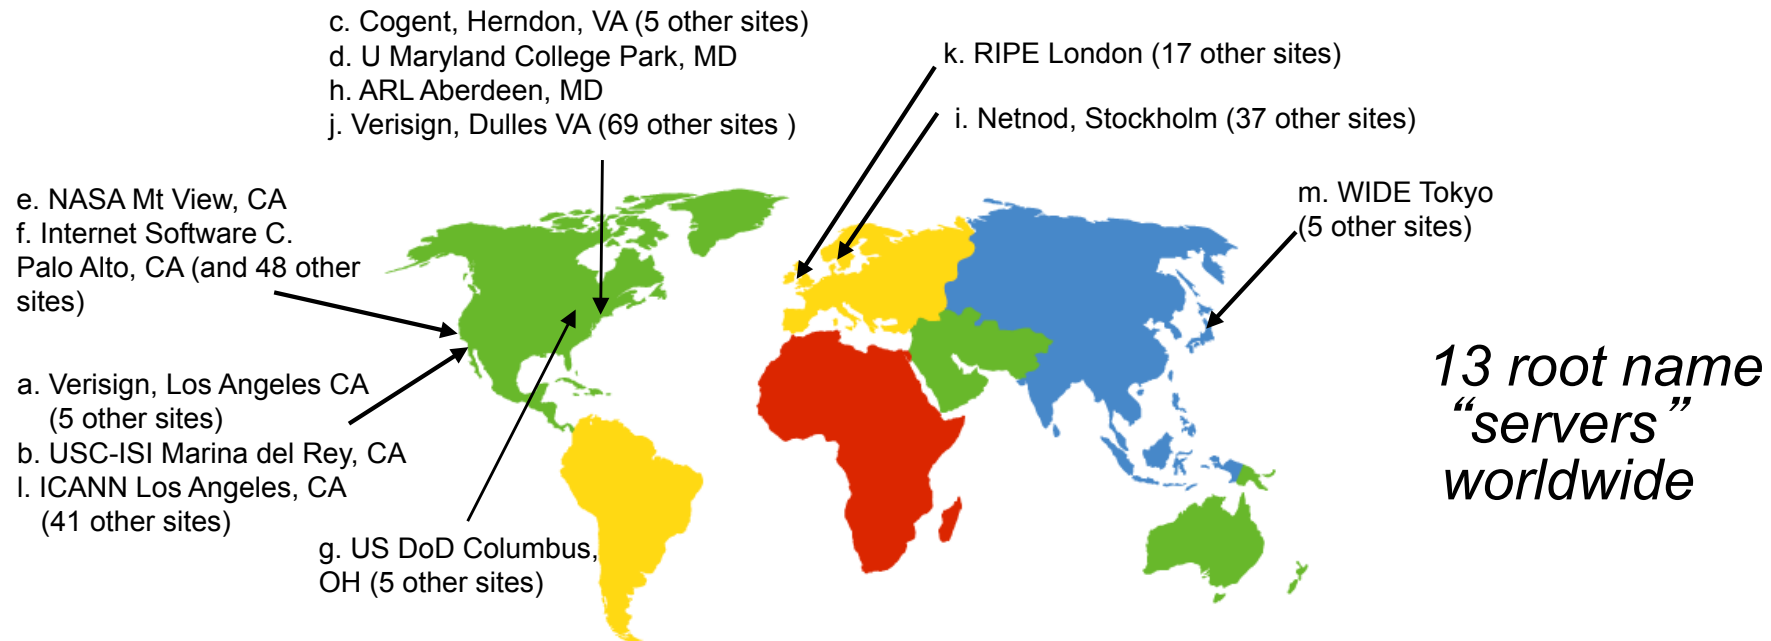 c. Cogent, Herndon, VA (5 other sites)
d. U Maryland College Park, MD
h. ARL Aberdeen, MD
j. Verisign, Dulles VA (69 other sites )
k. RIPE London (17 other sites)
i. Netnod, Stockholm (37 other sites)
m. WIDE Tokyo
(5 other sites)
e. NASA Mt View, CA
f. Internet Software C.
Palo Alto, CA (and 48 other
sites)
a. Verisign, Los Angeles CA
(5 other sites)
b. USC-ISI Marina del Rey, CA
l. ICANN Los Angeles, CA
(41 other sites)
g. US DoD Columbus,
OH (5 other sites)
13 root name
“servers”
worldwide